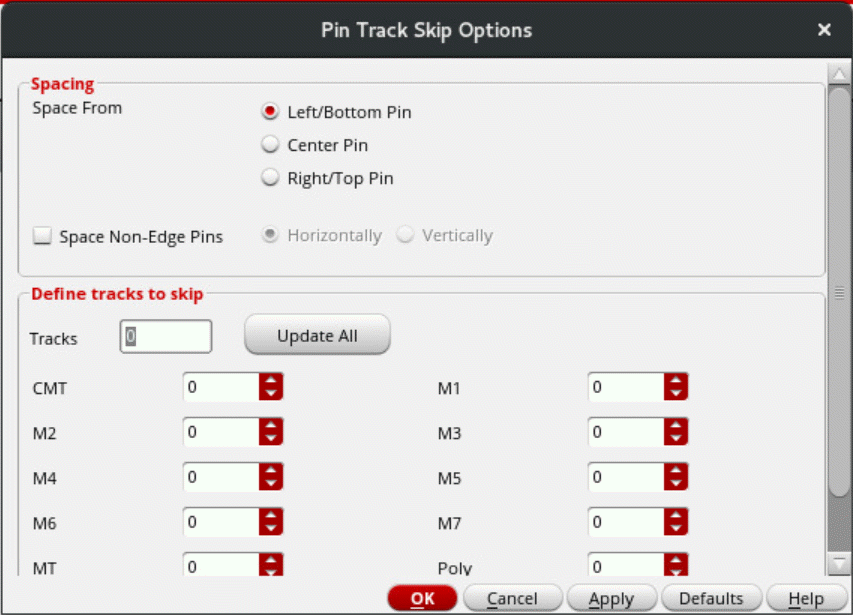 Pin Track Skip Options
Spacing
Space From
Left/Bottom Pin
Center Pin
Right/Top Pin
Space Non-Edge Pins Horizontally Vertically
Define tracks to skip
Tracks 0 Update All
CMT 0 M1 0
M2 0 M3 0
M4 0 M5 0
M6 0 M7 0
MT 0 Poly 0
OK Cancel Apply Defaults Help